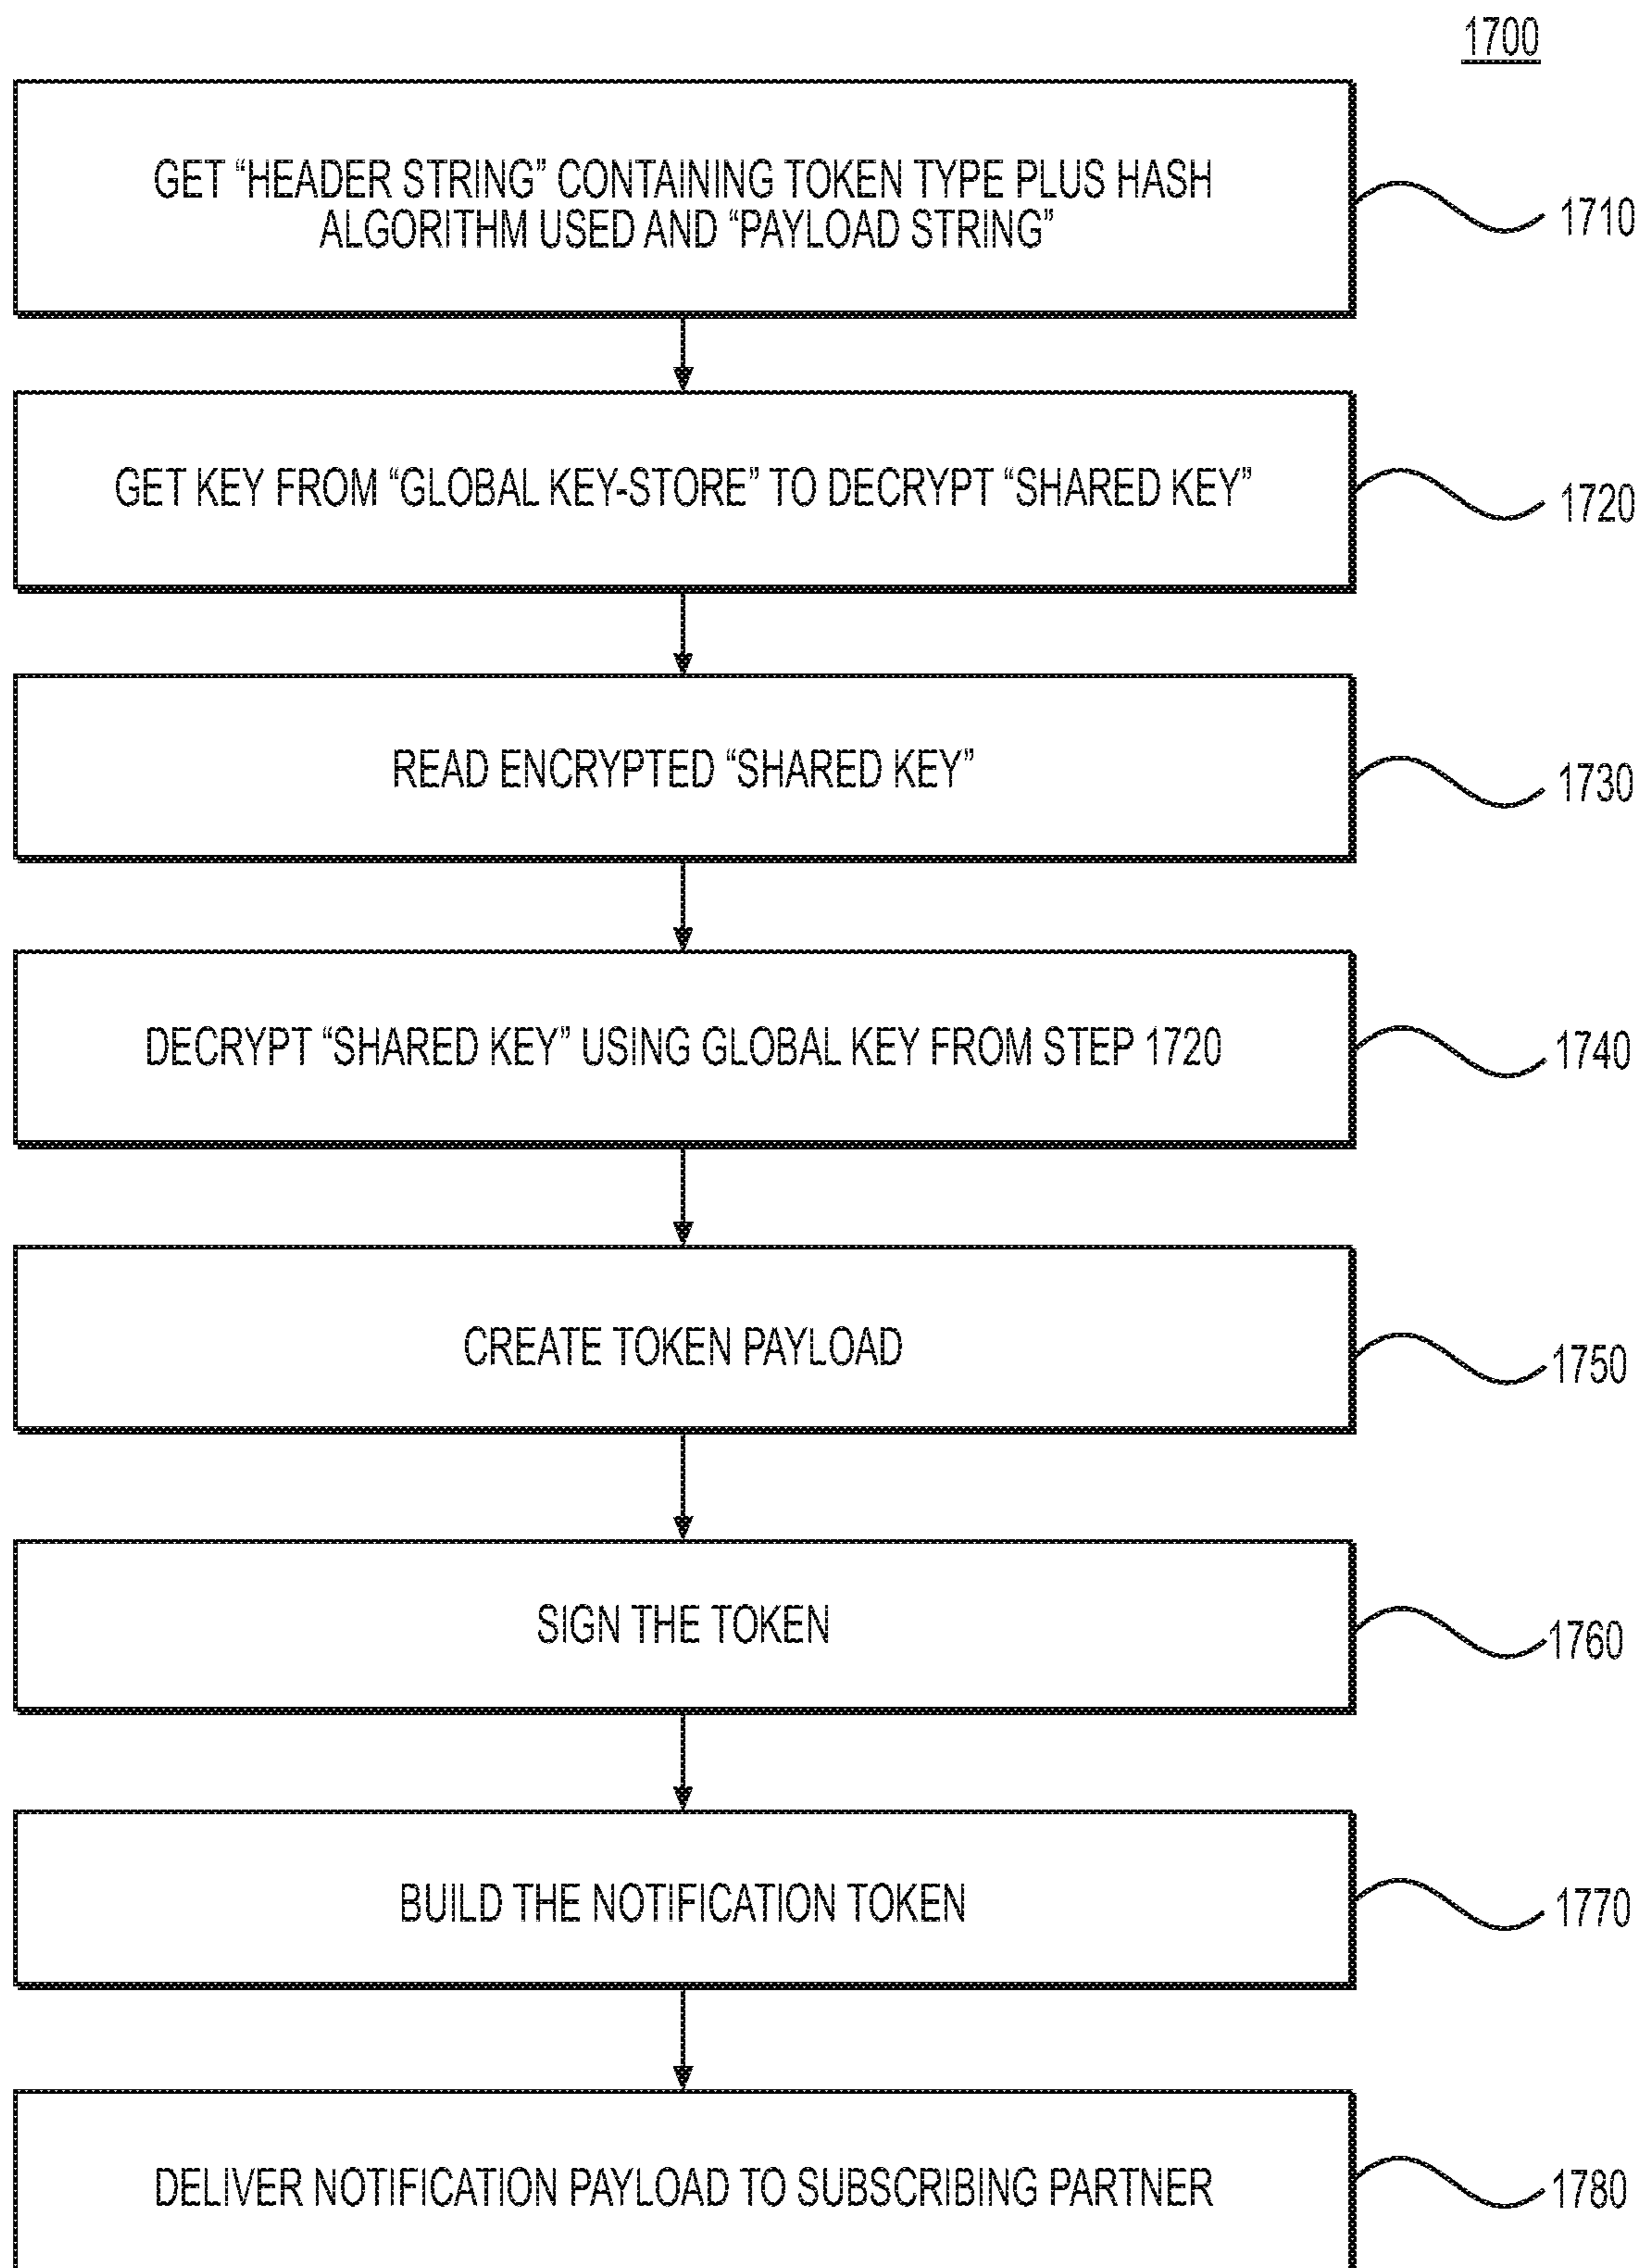 1700
GET “HEADER STRING” CONTAINING TOKEN TYPE PLUS HASH
ALGORITHM USED AND “PAYLOAD STRING”
1710
GET KEY FROM “GLOBAL KEY-STORE” TO DECRYPT “SHARED KEY”
1720
READ ENCRYPTED “SHARED KEY”
1730
DECRYPT “SHARED KEY” USING GLOBAL KEY FROM STEP 1720
1740
CREATE TOKEN PAYLOAD
1750
SIGN THE TOKEN
1760
BUILD THE NOTIFICATION TOKEN
1770
DELIVER NOTIFICATION PAYLOAD TO SUBSCRIBING PARTNER
1780